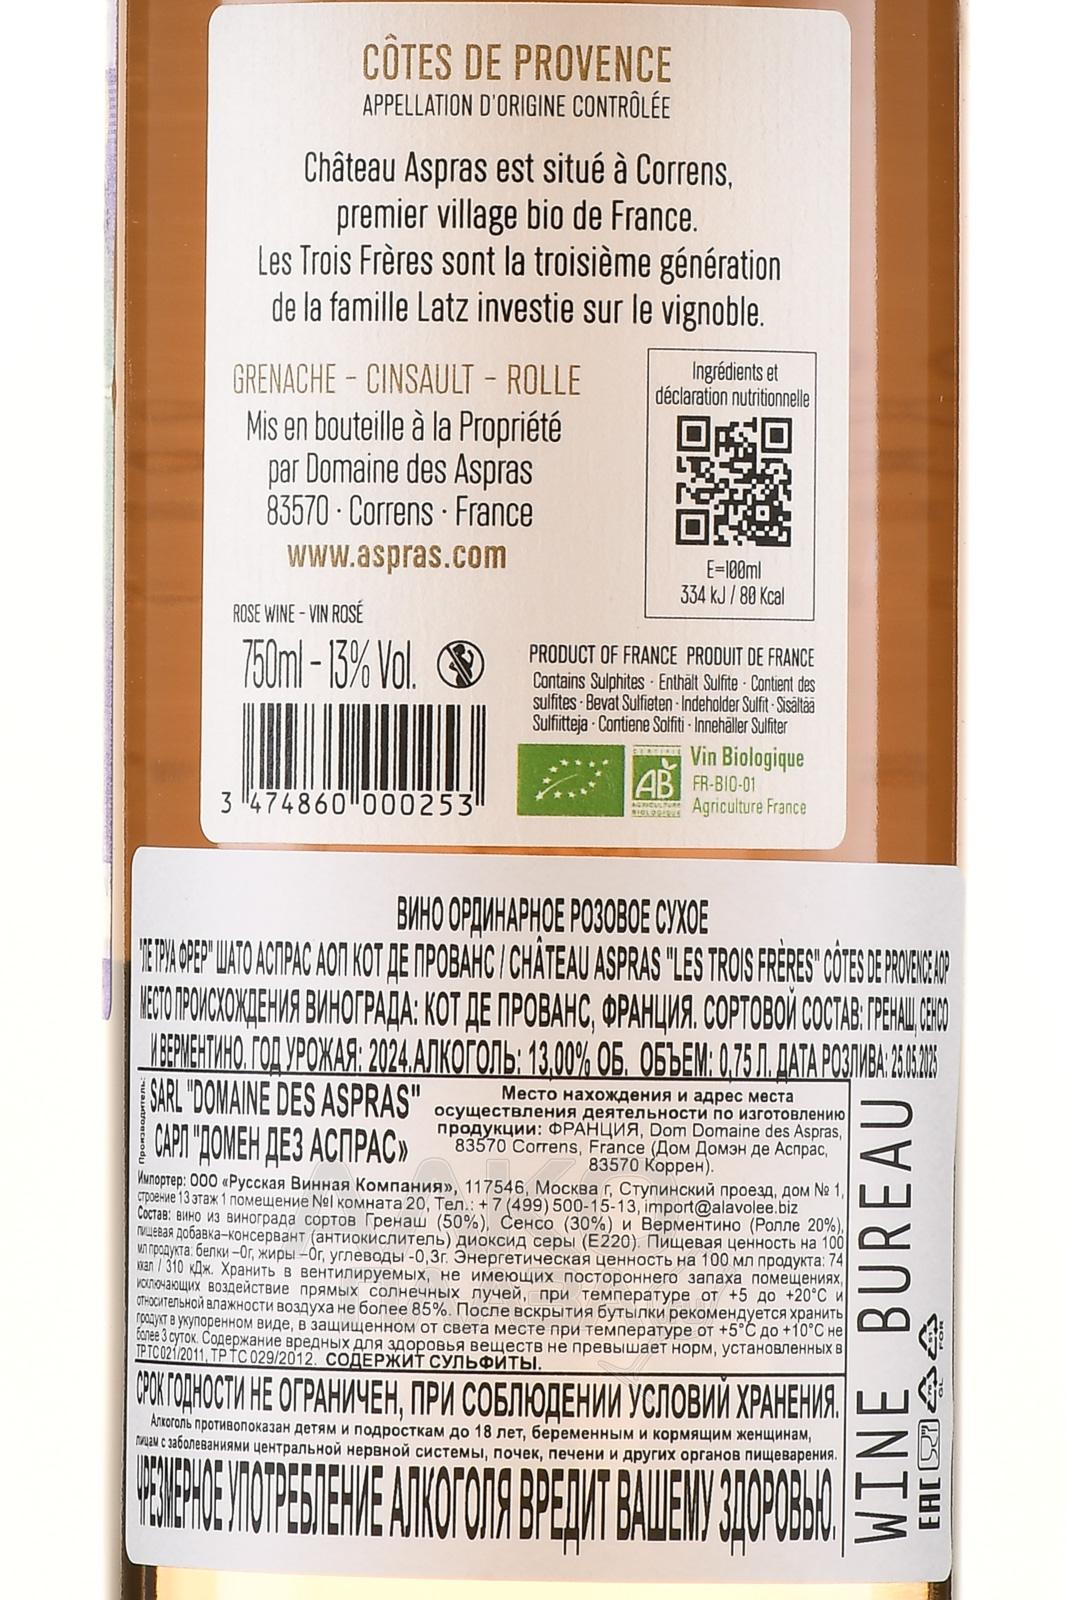 CÔTES DE PROVENCE
APPELLATION D'ORIGINE CONTRÔLÉE
Château Aspras est situé à Correns,
premier village bio de France.
Les Trois Frères sont la troisième génération
de la famille Latz investie sur le vignoble.
GRENACHE - CINSAULT - ROLLE
Mis en bouteille à la Propriété
par Domaine des Aspras
83570 · Correns · France
www.aspras.com
Ingrédients et
déclaration nutritionnelle
E=100ml
334 kJ / 80 Kcal
ROSE WINE - VIN ROSÉ
750ml - 13% Vol.
3 474860 000253
PRODUCT OF FRANCE PRODUIT DE FRANCE
Contains Sulphites · Enthält Sulfite · Contient des
sulfites · Bevat Sulfieten · Indeholder Sulfit · Sisältää
Sulfiitteja · Contiene Solfiti · Innehåller Sulfiter
CERTIFIÉ
AB
AGRICULTURE
BIOLOGIQUE
Vin Biologique
FR-BIO-01
Agriculture France
ВИНО ОРДИНАРНОЕ РОЗОВОЕ СУХОЕ
"ЛЕ ТРУА ФРЕР" ШАТО АСПРАС АОП КОТ ДЕ ПРОВАНС / CHÂTEAU ASPRAS "LES TROIS FRÈRES" CÔTES DE PROVENCE AOP
МЕСТО ПРОИСХОЖДЕНИЯ ВИНОГРАДА: КОТ ДЕ ПРОВАНС, ФРАНЦИЯ. СОРТОВОЙ СОСТАВ: ГРЕНАШ, СЕНСО
И ВЕРМЕНТИНО. ГОД УРОЖАЯ: 2024. АЛКОГОЛЬ: 13,00% ОБ. ОБЪЕМ: 0,75 Л. ДАТА РОЗЛИВА: 25.05.2025
Производитель:
SARL "DOMAINE DES ASPRAS"
САРЛ "ДОМЕН ДЕЗ АСПРАС»
Место нахождения и адрес места
осуществления деятельности по изготовлению
продукции: ФРАНЦИЯ, Dom Domaine des Aspras,
83570 Correns, France (Дом Домэн де Аспрас,
83570 Коррен).
Импортер: ООО «Русская Винная Компания», 117546, Москва г, Ступинский проезд, дом № 1,
строение 13 этаж 1 помещение №I комната 20, Тел.: + 7 (499) 500-15-13, import@alavolee.biz
Состав: вино из винограда сортов Гренаш (50%), Сенсо (30%) и Верментино (Ролле 20%),
пищевая добавка-консервант (антиокислитель) диоксид серы (Е220). Пищевая ценность на 100
мл продукта: белки –0г, жиры –0г, углеводы -0,3г. Энергетическая ценность на 100 мл продукта: 74
ккал / 310 кДж. Хранить в вентилируемых, не имеющих постороннего запаха помещениях,
исключающих воздействие прямых солнечных лучей, при температуре от +5 до +20°С и
относительной влажности воздуха не более 85%. После вскрытия бутылки рекомендуется хранить
продукт в укупоренном виде, в защищенном от света месте при температуре от +5°С до +10°С не
более 3 суток. Содержание вредных для здоровья веществ не превышает норм, установленных в
ТР ТС 021/2011, ТР ТС 029/2012. СОДЕРЖИТ СУЛЬФИТЫ.
СРОК ГОДНОСТИ НЕ ОГРАНИЧЕН, ПРИ СОБЛЮДЕНИИ УСЛОВИЙ ХРАНЕНИЯ.
Алкоголь противопоказан детям и подросткам до 18 лет, беременным и кормящим женщинам,
лицам с заболеваниями центральной нервной системы, почек, печени и других органов пищеварения.
ЧРЕЗМЕРНОЕ УПОТРЕБЛЕНИЕ АЛКОГОЛЯ ВРЕДИТ ВАШЕМУ ЗДОРОВЬЮ.
WINE BUREAU
EAC
GL
FOR